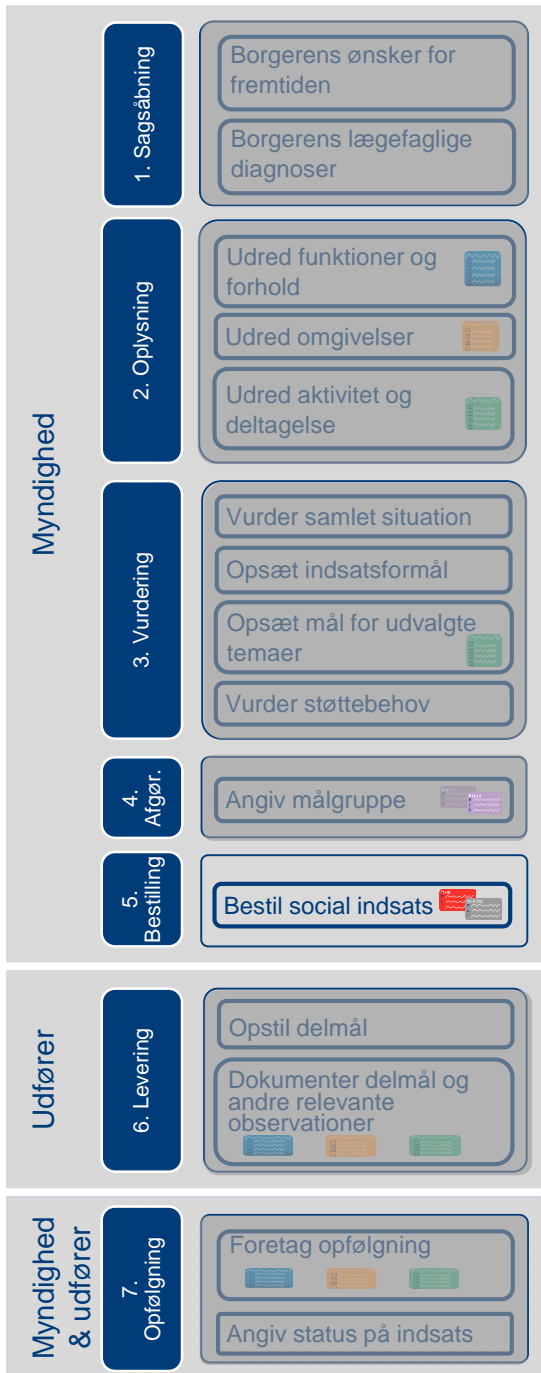 Myndighed
1. Sagsåbning
Borgerens ønsker for
fremtiden
Borgerens lægefaglige
diagnoser
2. Oplysning
Udred funktioner og
forhold
Udred omgivelser
Udred aktivitet og
deltagelse
3. Vurdering
Vurder samlet situation
Opsæt indsatsformål
Opsæt mål for udvalgte
temaer
Vurder støttebehov
4.
Afgør.
Angiv målgruppe
5.
Bestilling
Bestil social indsats
Udfører
6. Levering
Opstil delmål
Dokumenter delmål og
andre relevante
observationer
Myndighed
& udfører
7.
Opfølgning
Foretag opfølgning
Angiv status på indsats